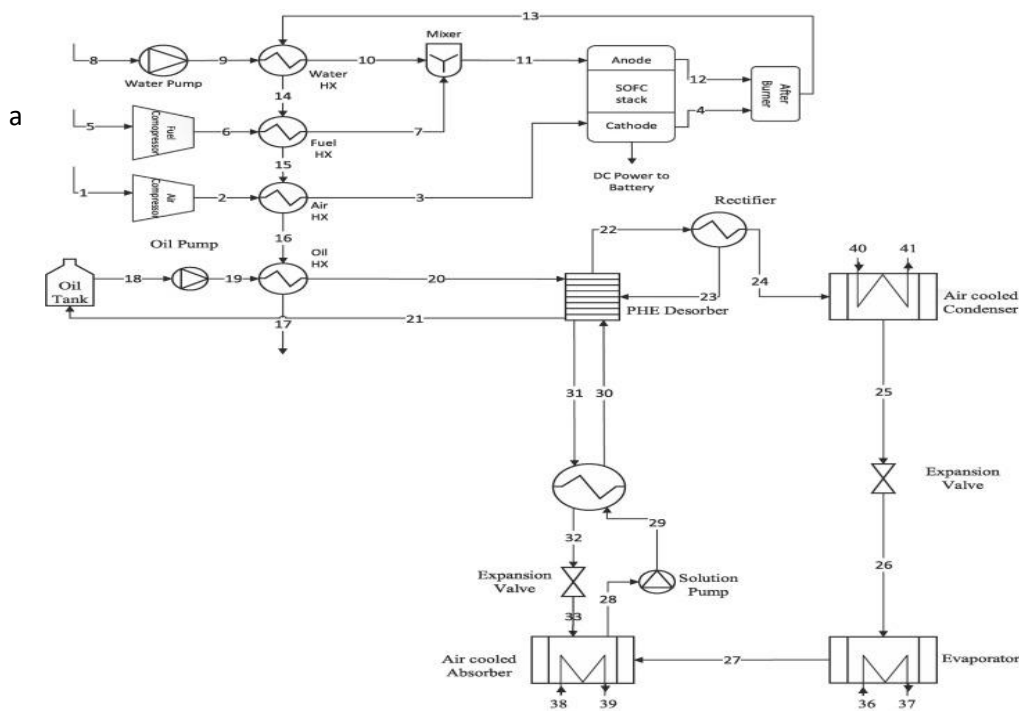 13
Mixer
8
9
10
11
Anode
12
Water Pump
Water
HX
SOFC
stack
After
Burner
14
a
5
Fuel
Comopressor
6
7
Fuel
HX
Cathode
4
15
DC Power to
Battery
1
Air
Compressor
2
3
Air
HX
Rectifier
16
Oil Pump
Oil
HX
22
40
41
18
19
20
24
Oil
Tank
23
Air cooled
Condenser
21
PHE Desorber
17
31
30
25
Expansion
Valve
29
32
26
Expansion
Valve
28
Solution
Pump
33
Air cooled
Absorber
27
Evaporator
38
39
36
37